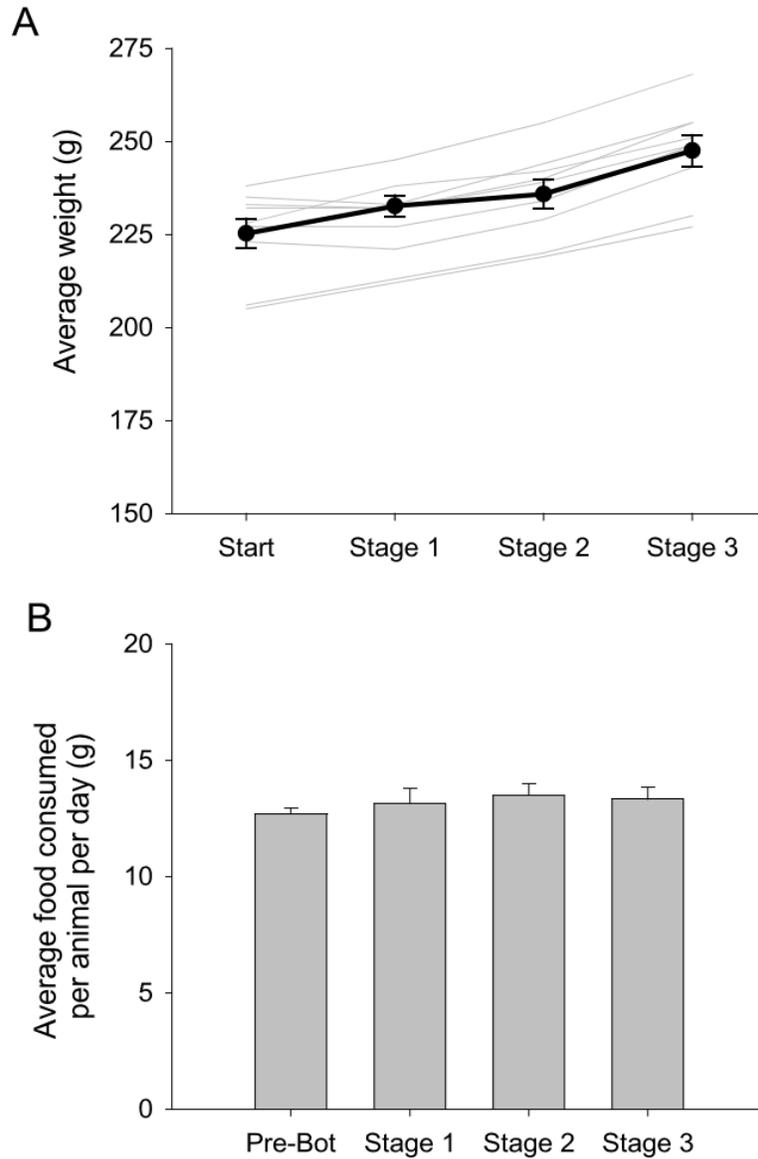 A
275
250
225
200
175
150
Average weight (g)
Start Stage 1 Stage 2 Stage 3
B
20
15
10
5
0
Average food consumed
per animal per day (g)
Pre-Bot Stage 1 Stage 2 Stage 3